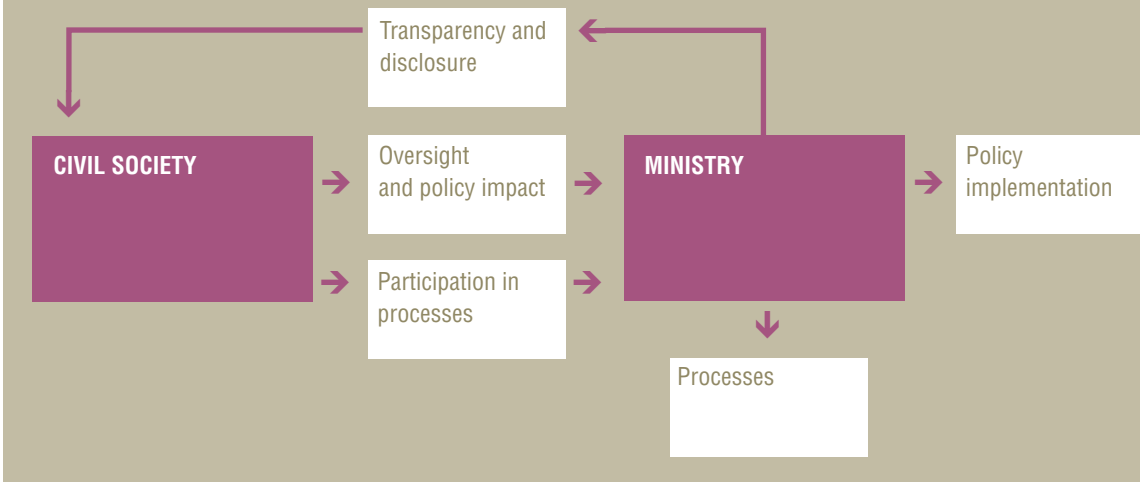 Transparency and
disclosure
CIVIL SOCIETY
Oversight
and policy impact
MINISTRY
Policy
implementation
Participation in
processes
Processes